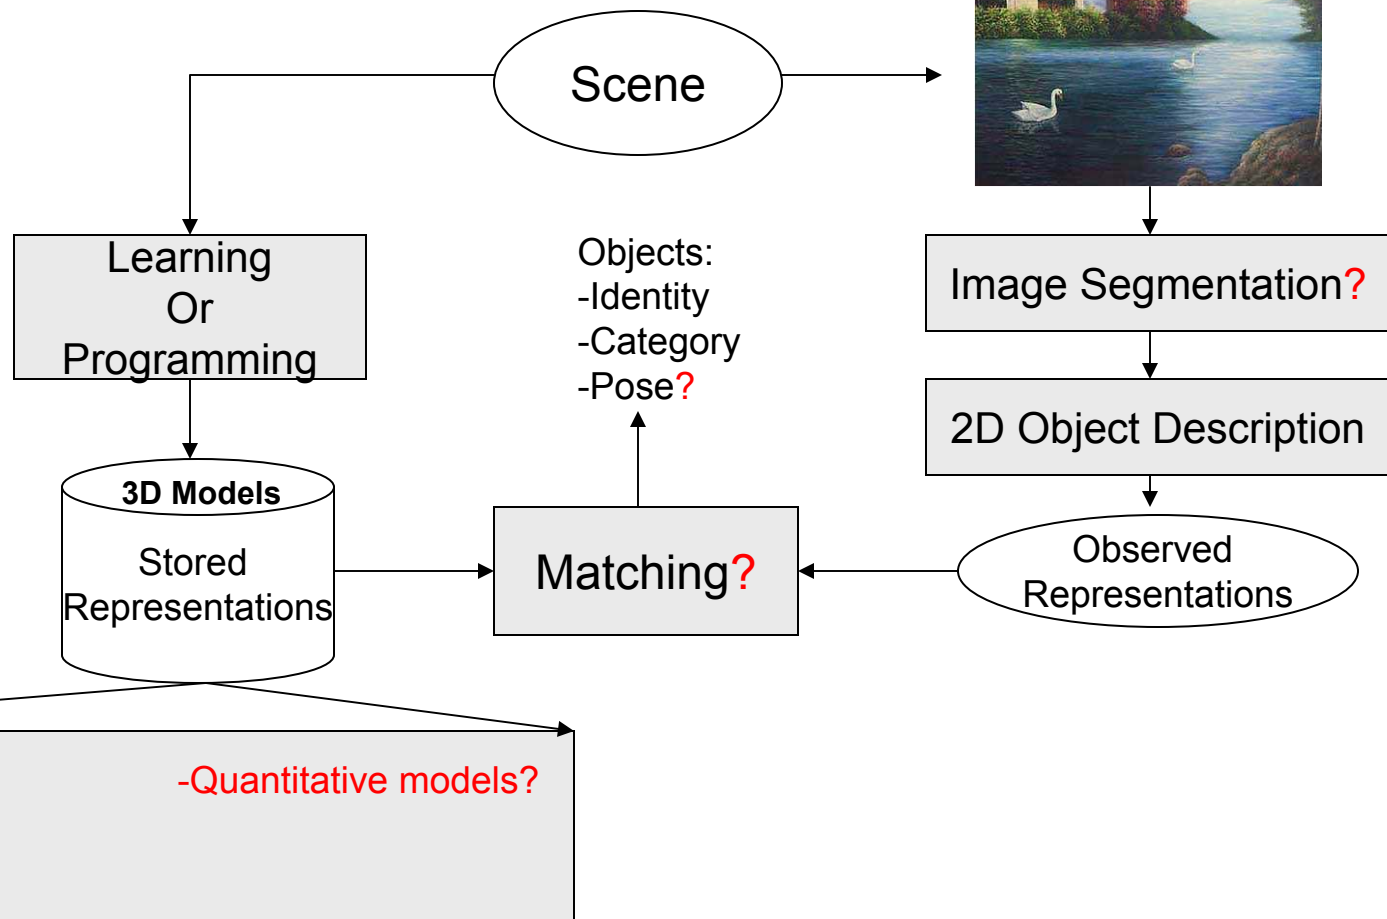 Scene
Learning
Or
Programming
Objects:
-Identity
-Category
-Pose?
Image Segmentation?
2D Object Description
3D Models
Stored
Representations
Matching?
Observed
Representations
-Quantitative models?